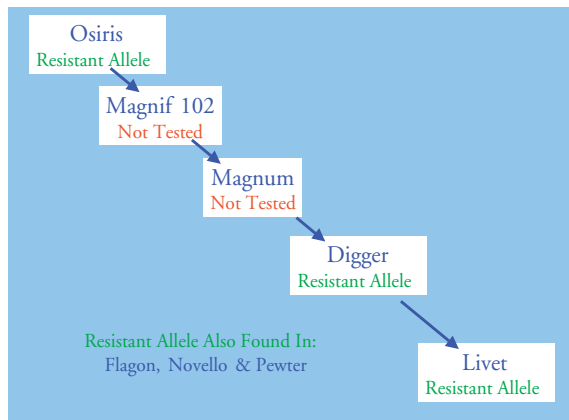 Osiris
Resistant Allele
Magnif 102
Not Tested
Magnum
Not Tested
Digger
Resistant Allele
Resistant Allele Also Found In:
Flagon, Novello & Pewter
Livet
Resistant Allele